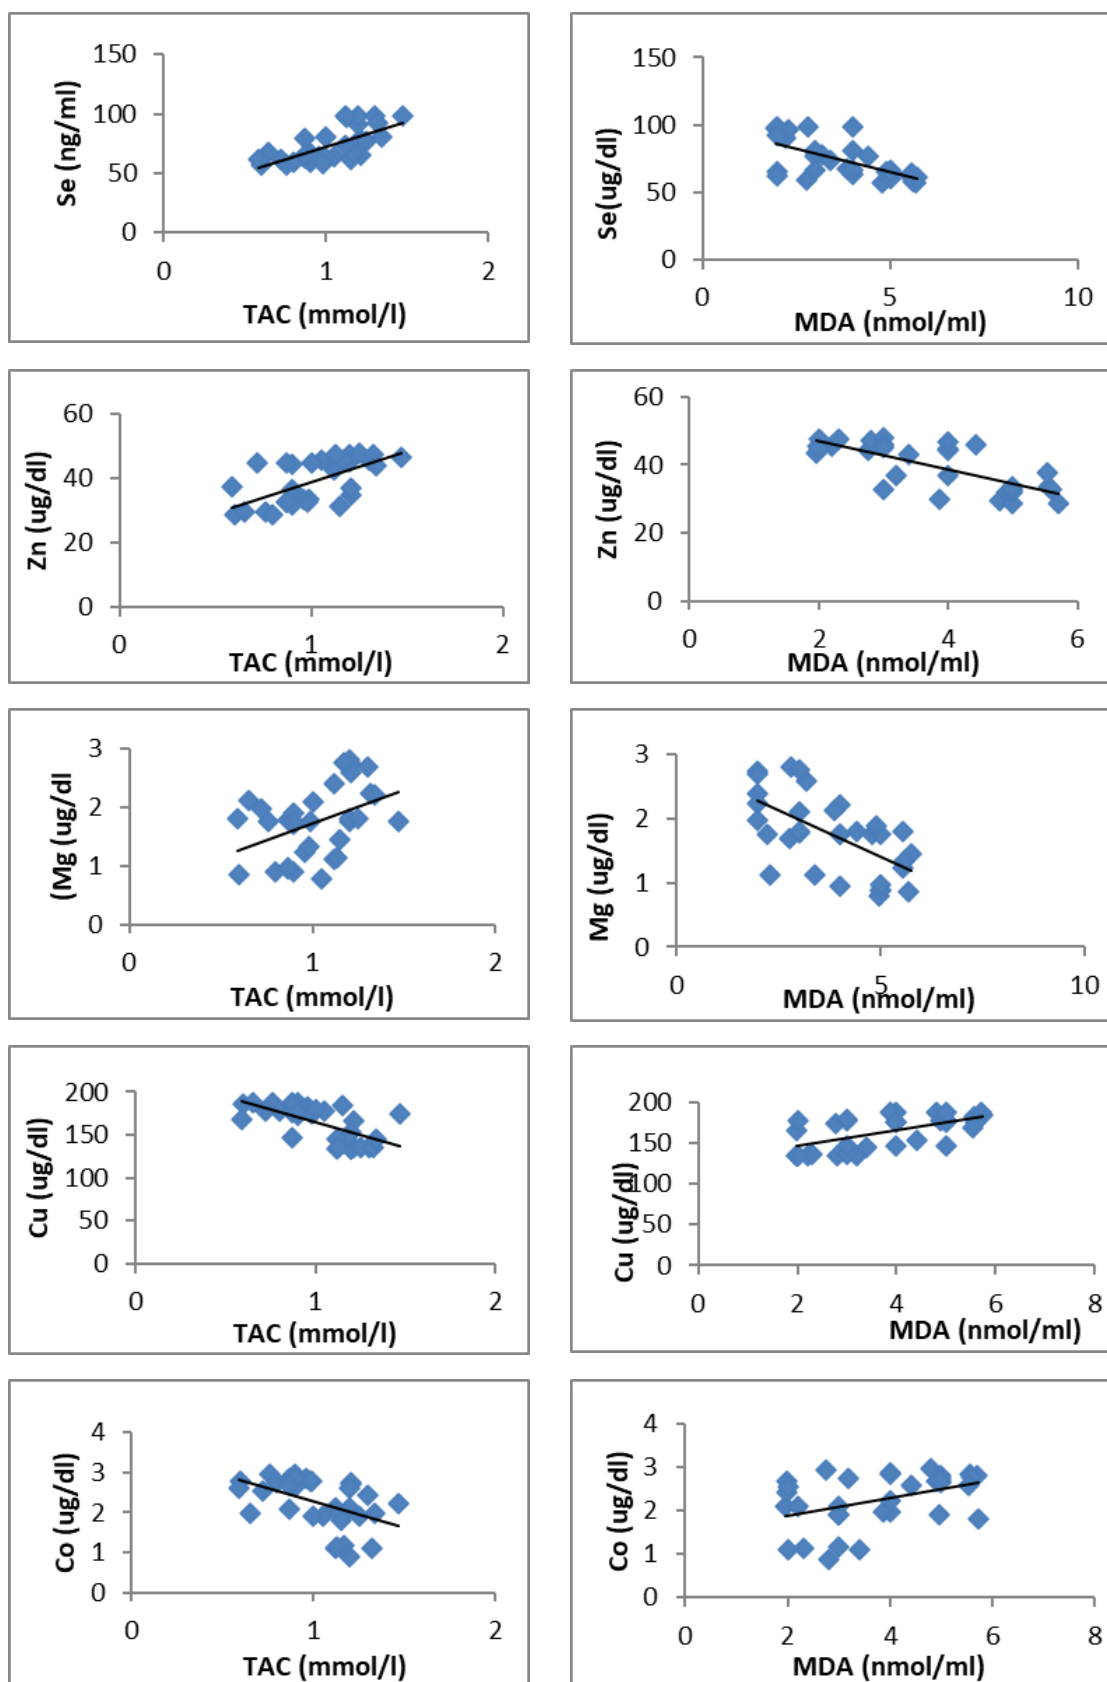 Se (ng/ml)
150
100
50
0
0 1 2
TAC (mmol/l)
Se(ug/dl)
150
100
50
0
0 5 10
MDA (nmol/ml)
Zn (ug/dl)
60
40
20
0
0 1 2
TAC (mmol/l)
Zn (ug/dl)
60
40
20
0
0 2 4 6
MDA (nmol/ml)
(Mg (ug/dl
3
2
1
0
0 1 2
TAC (mmol/l)
Mg (ug/dl)
3
2
1
0
0 5 10
MDA (nmol/ml)
Cu (ug/dl)
200
150
100
50
0
0 1 2
TAC (mmol/l)
Cu (ug/dl)
200
150
100
50
0
0 2 4 6 8
MDA (nmol/ml)
Co (ug/dl)
4
3
2
1
0
0 1 2
TAC (mmol/l)
Co (ug/dl)
4
3
2
1
0
0 2 4 6 8
MDA (nmol/ml)